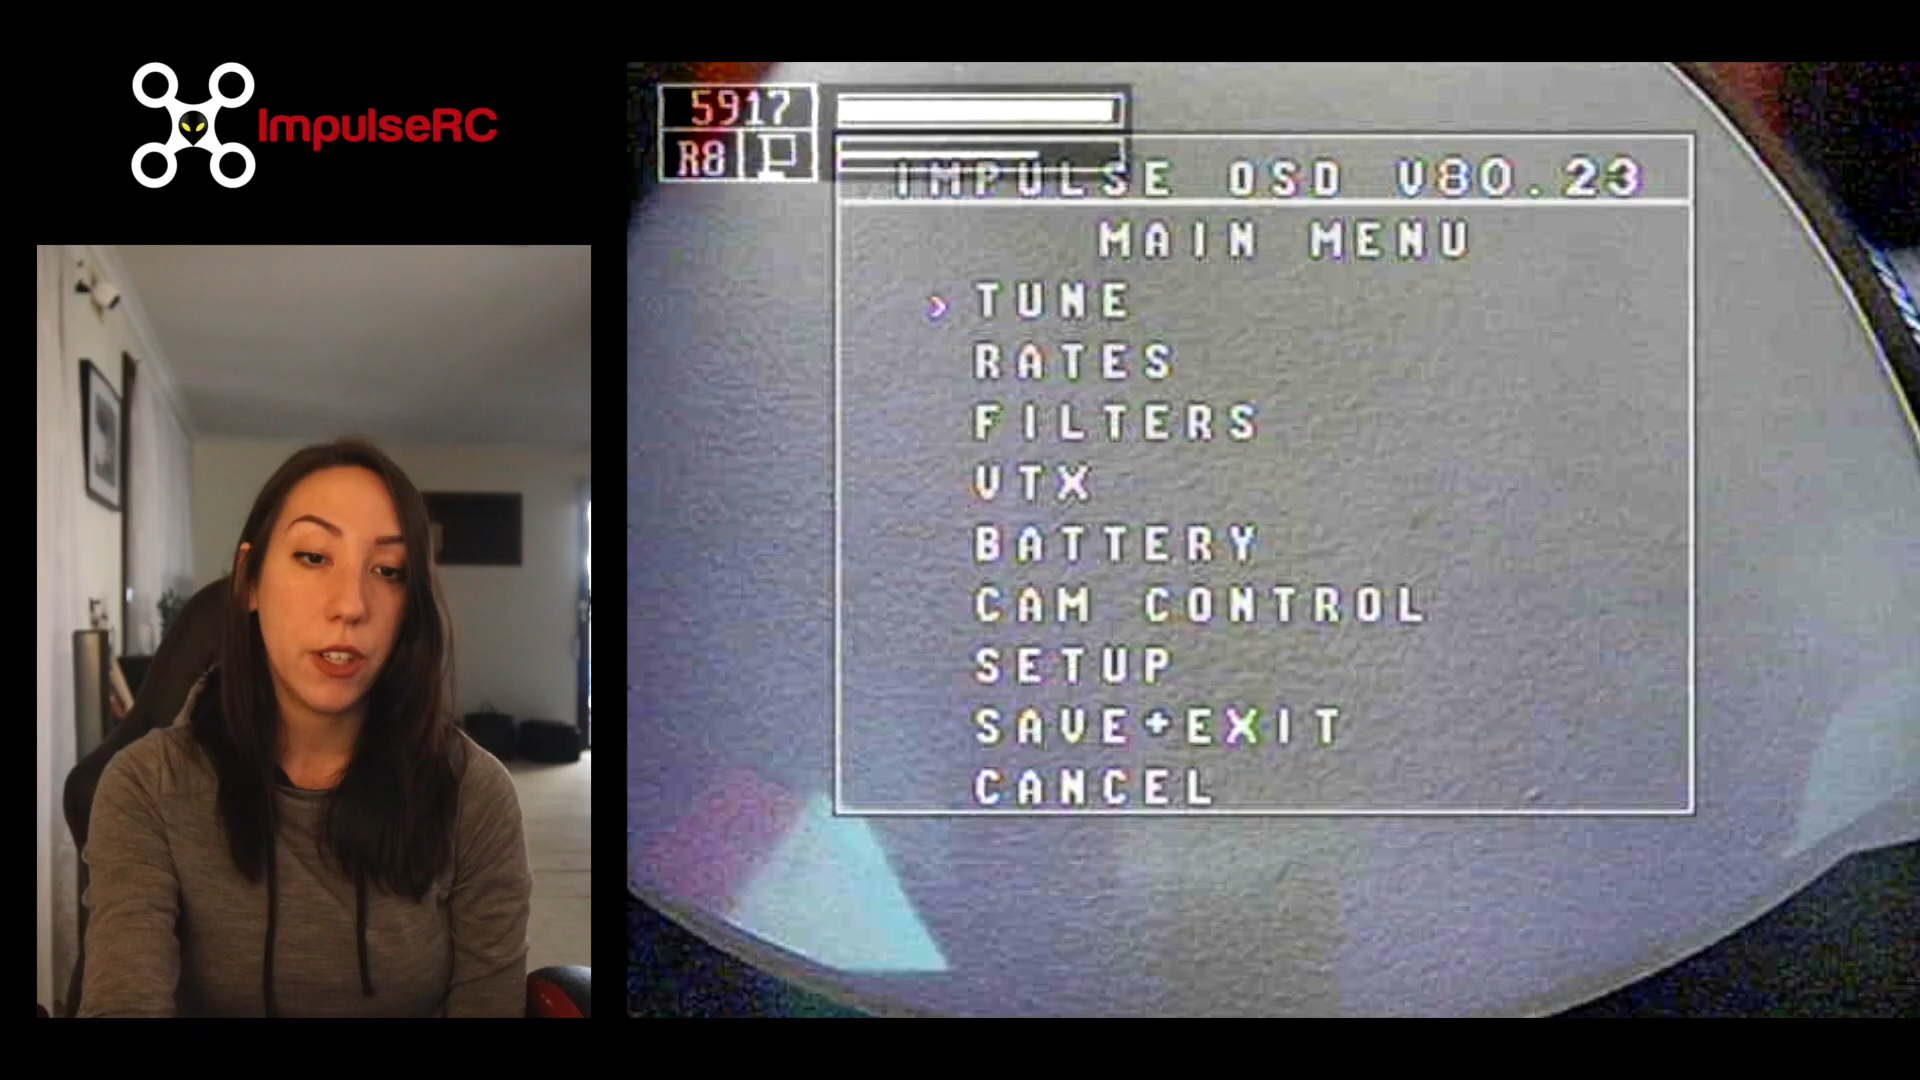 ImpulseRC
5917
R8
IMPULSE OSD V80.23
MAIN MENU
> TUNE
RATES
FILTERS
VTX
BATTERY
CAM CONTROL
SETUP
SAVE+EXIT
CANCEL